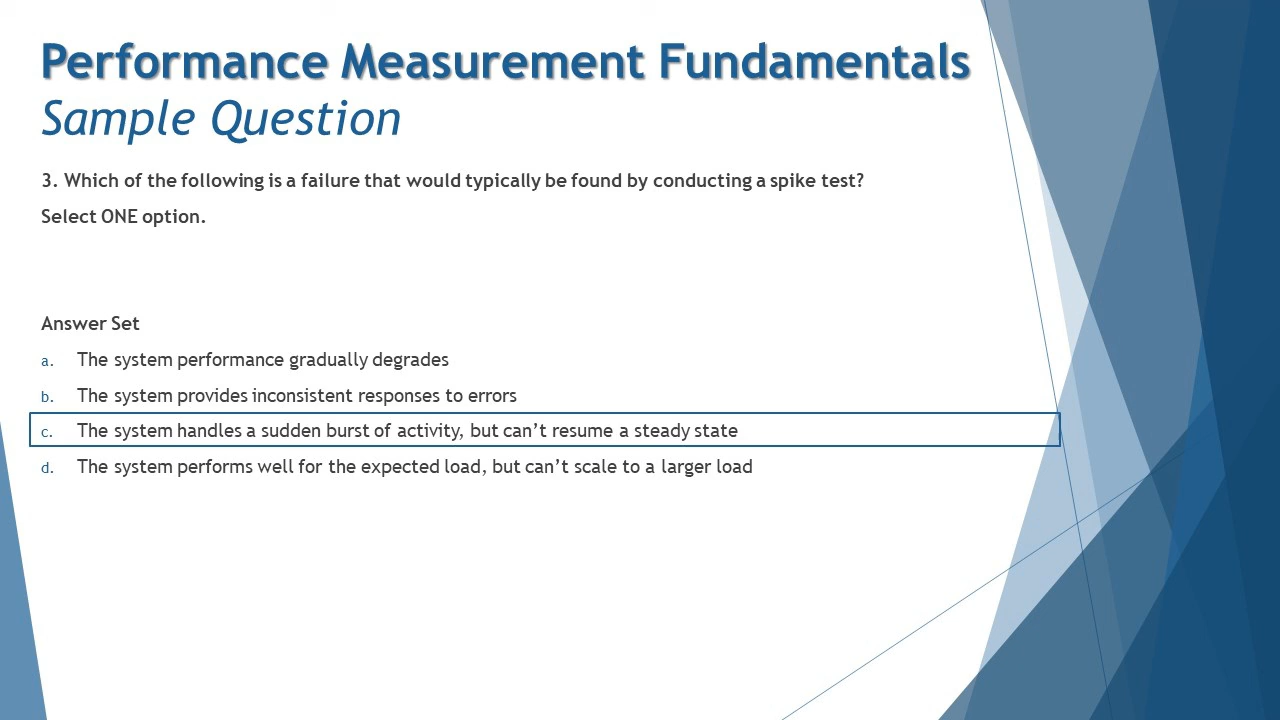 Performance Measurement Fundamentals
Sample Question
3. Which of the following is a failure that would typically be found by conducting a spike test?
Select ONE option.
Answer Set
a. The system performance gradually degrades
b. The system provides inconsistent responses to errors
c. The system handles a sudden burst of activity, but can’t resume a steady state
d. The system performs well for the expected load, but can’t scale to a larger load